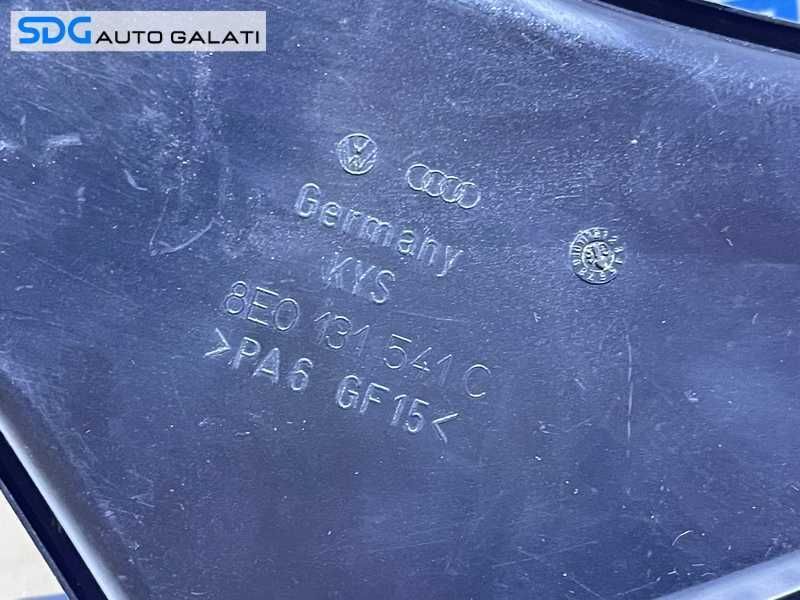 SDG AUTO GALATI
Germany
KYS
8E0 131 541 C
>PA6 GF15<